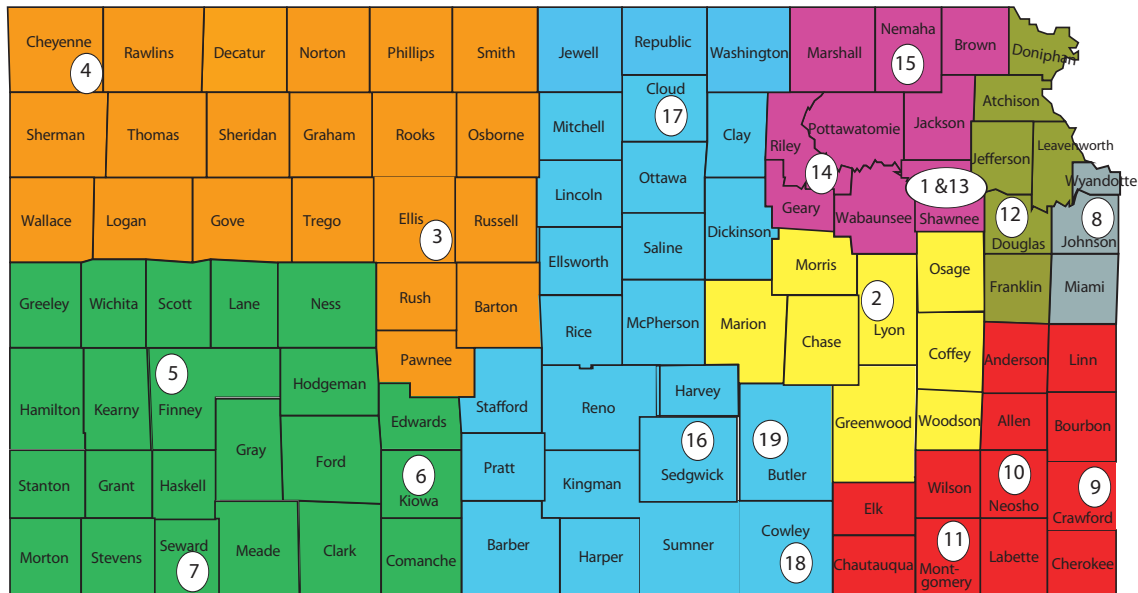 Cheyenne
4
Rawlins
Decatur
Norton
Phillips
Smith
Jewell
Republic
Washington
Marshall
Nemaha
15
Brown
Doniphan
Sherman
Thomas
Sheridan
Graham
Rooks
Osborne
Mitchell
Cloud
17
Clay
Riley
Pottawatomie
14
Jackson
Atchison
Jefferson
Leavenworth
Wyandotte
Wallace
Logan
Gove
Trego
Ellis
3
Russell
Lincoln
Ottawa
Dickinson
Geary
Wabaunsee
1 &13
Shawnee
12
Douglas
8
Johnson
Greeley
Wichita
Scott
Lane
Ness
Rush
Barton
Ellsworth
Saline
Morris
Osage
Franklin
Miami
Rice
McPherson
Marion
Chase
2
Lyon
Coffey
Anderson
Linn
Hamilton
Kearny
5
Finney
Hodgeman
Pawnee
Edwards
Stafford
Reno
Harvey
Greenwood
Woodson
Allen
Bourbon
Gray
Ford
Stanton
Grant
Haskell
6
Kiowa
Pratt
Kingman
16
Sedgwick
19
Butler
Elk
Wilson
10
Neosho
9
Crawford
Morton
Stevens
Seward
7
Meade
Clark
Comanche
Barber
Harper
Sumner
Cowley
18
Chautauqua
11
Mont-
gomery
Labette
Cherokee